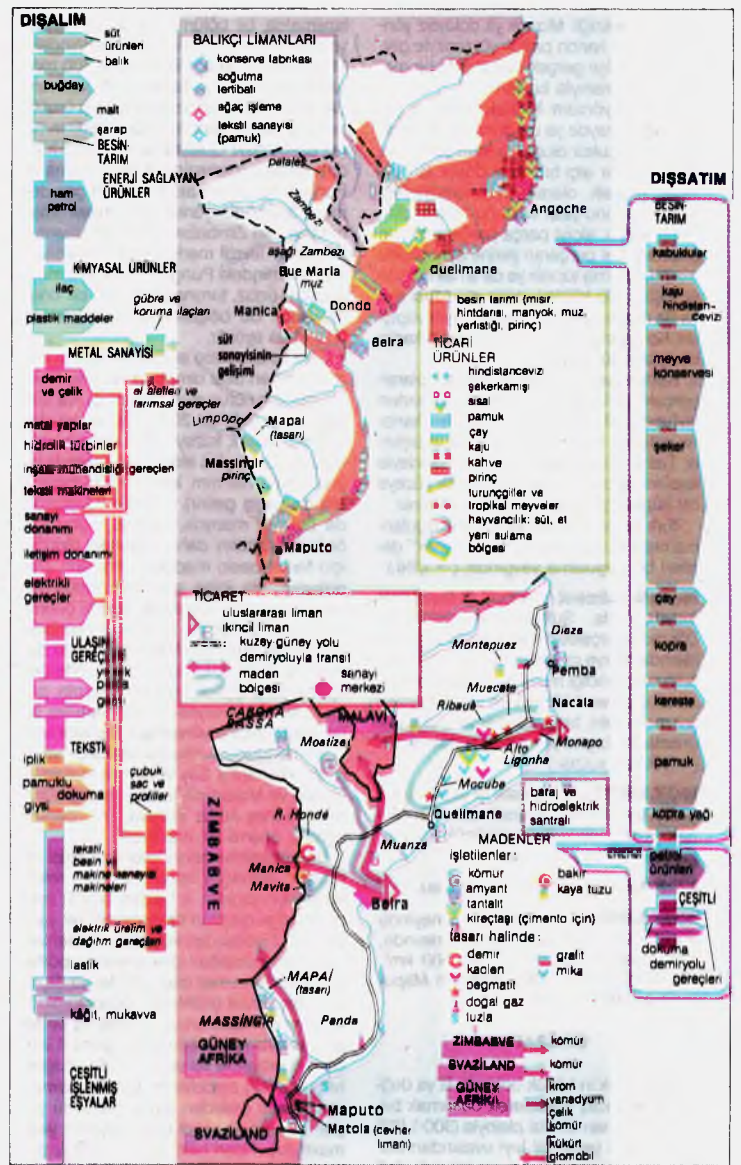 DIŞALIM
süt
ürünleri
balık
buğday
malt
şarap
BESİN-
TARIM
ENERJİ SAĞLAYAN
ÜRÜNLER
ham
petrol
KİMYASAL ÜRÜNLER
ilaç
plastik maddeler
gübre ve
koruma ilaçları
METAL SANAYİSİ
demir
ve çelik
el aletleri ve
tarımsal gereçler
metal yapılar
hidrolik türbinler
inşaat mühendisliği gereçleri
tekstil makineleri
sanayi
donanımı
iletişim donanımı
elektrikli
gereçler
ULAŞIM
GEREÇLERİ
TEKSTİL
iplik
pamuklu
dokuma
giysi
çubuk,
sac ve
profiller
tekstil,
besin ve
makine sanayisi
makineleri
elektrik üretim ve
dağıtım gereçleri
lastik
kâğıt, mukavva
ÇEŞİTLİ
İŞLENMİŞ
EŞYALAR
BALIKÇI LİMANLARI
konserve fabrikası
soğutma
tertibatı
ağaç işleme
tekstil sanayisi
(pamuk)
patates
Zambezi
aşağı Zambezi
Angoche
Quelimane
Bue Maria
muz
Dondo
Manica
Beira
süt
sanayisinin
gelişimi
Limpopo
Mapai
(tasarı)
Massingir
pirinç
Maputo
besin tarımı (mısır,
hintdarısı, manyok, muz,
yerfıstığı, pirinç)
TİCARİ
ÜRÜNLER
hindistancevizi
şekerkamışı
sisal
pamuk
çay
kaju
kahve
pirinç
turunçgiller ve
tropikal meyveler
hayvancılık: süt, et
yeni sulama
bölgesi
TİCARET
uluslararası liman
ikincil liman
kuzey-güney yolu
demiryoluyla transit
maden
bölgesi
sanayi
merkezi
CABORA
BASSA
MALAVİ
Moatize
Montepuez
Diaza
Pemba
Muscate
Nacala
Ribauè
Monapo
Alto
Ligonha
Mocuba
Quelimane
R. Hondé
Muanza
ZİMBABVE
Manica
Mavita
Beira
baraj ve
hidroelektrik
santralı
MADENLER
işletilenler:
kömür
amyant
tantalit
kireçtaşı (çimento için)
bakır
kaya tuzu
tasarı halinde:
demir
kaolen
pegmatit
doğal gaz
tuzla
grafit
mika
MAPAİ
(tasarı)
MASSİNGİR
Panda
GÜNEY
AFRİKA
SVAZİLAND
Maputo
Matola (cevher
limanı)
ZİMBABVE
kömür
SVAZİLAND
kömür
GÜNEY
AFRİKA
krom
vanadyum
çelik
kömür
kükürt
otomobil
DIŞSATIM
BESİN-
TARIM
kabuklular
kaju
hindistan-
cevizi
meyve
konservesi
şeker
çay
kopra
kereste
pamuk
kopra yağı
ENERJİ
petrol
ürünleri
ÇEŞİTLİ
dokuma
demiryolu
gereçleri